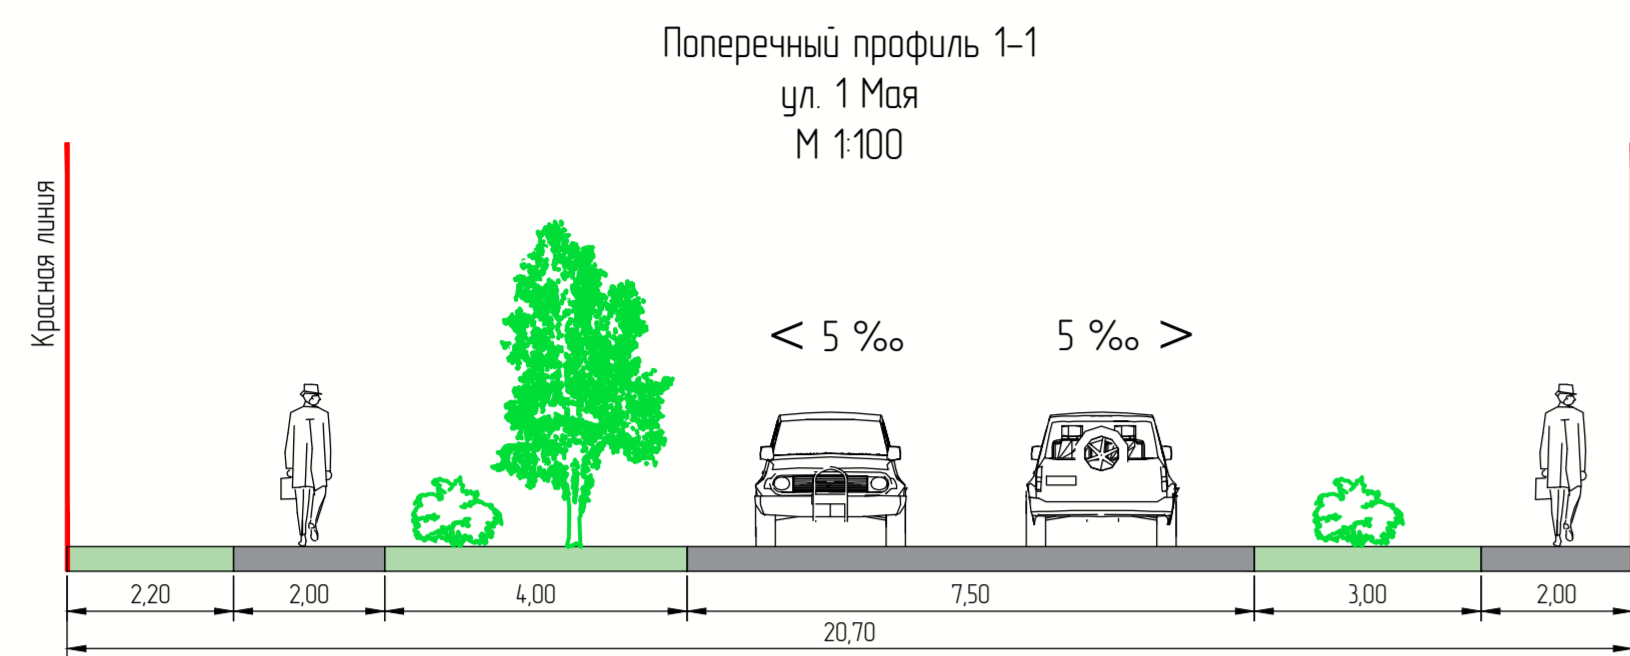 Поперечный профиль 1-1
ул. 1 Мая
М 1:100
Красная линия
< 5 ‰
5 ‰ >
2,20
2,00
4,00
7,50
3,00
2,00
20,70